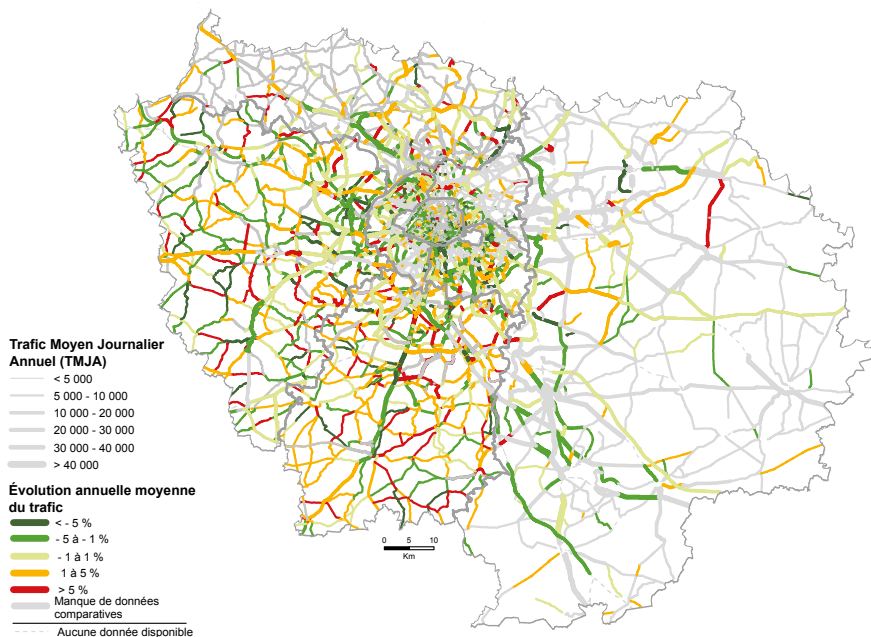 Trafic Moyen Journalier
Annuel (TMJA)
< 5 000
5 000 - 10 000
10 000 - 20 000
20 000 - 30 000
30 000 - 40 000
> 40 000
Évolution annuelle moyenne
du trafic
< - 5 %
- 5 à - 1 %
- 1 à 1 %
1 à 5 %
> 5 %
Manque de données
comparatives
Aucune donnée disponible
0 5 10
Km